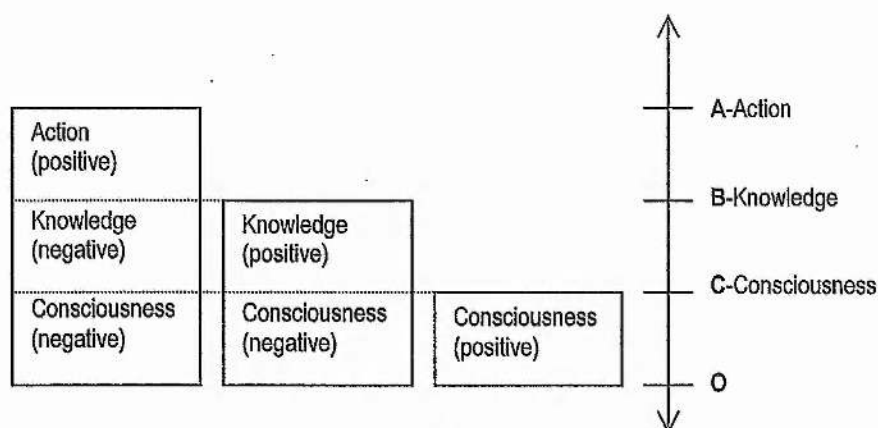 Action
(positive)
Knowledge
(negative)
Consciousness
(negative)
Knowledge
(positive)
Consciousness
(negative)
Consciousness
(positive)
A-Action
B-Knowledge
C-Consciousness
O